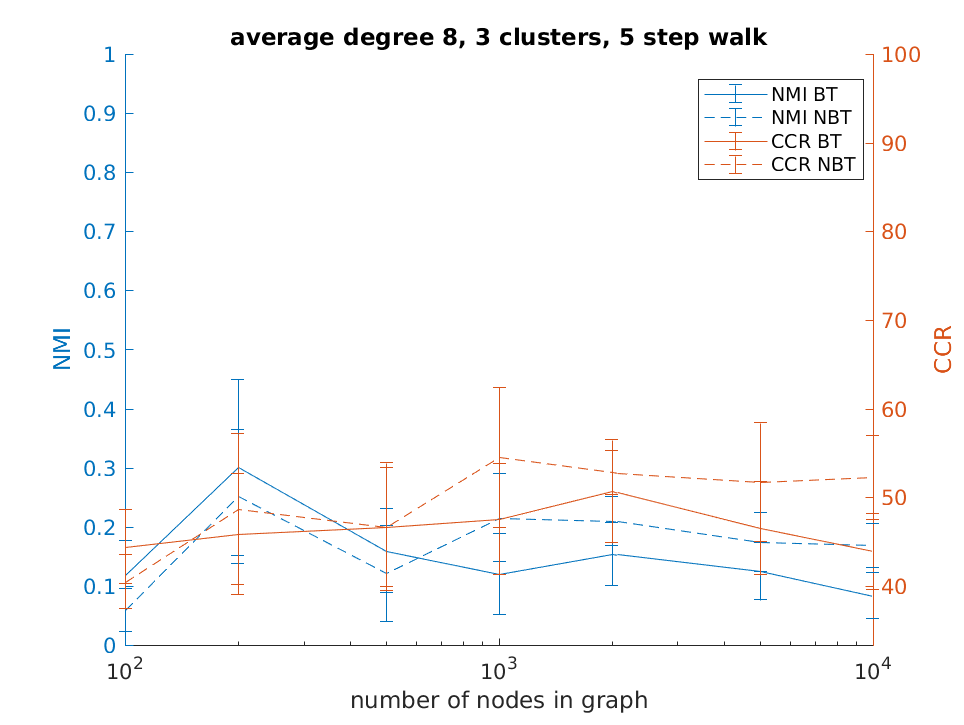 average degree 8, 3 clusters, 5 step walk
1
0.9
0.8
0.7
0.6
0.5
0.4
0.3
0.2
0.1
0
NMI
100
90
80
70
60
50
40
CCR
NMI BT
NMI NBT
CCR BT
CCR NBT
10²
10³
10⁴
number of nodes in graph